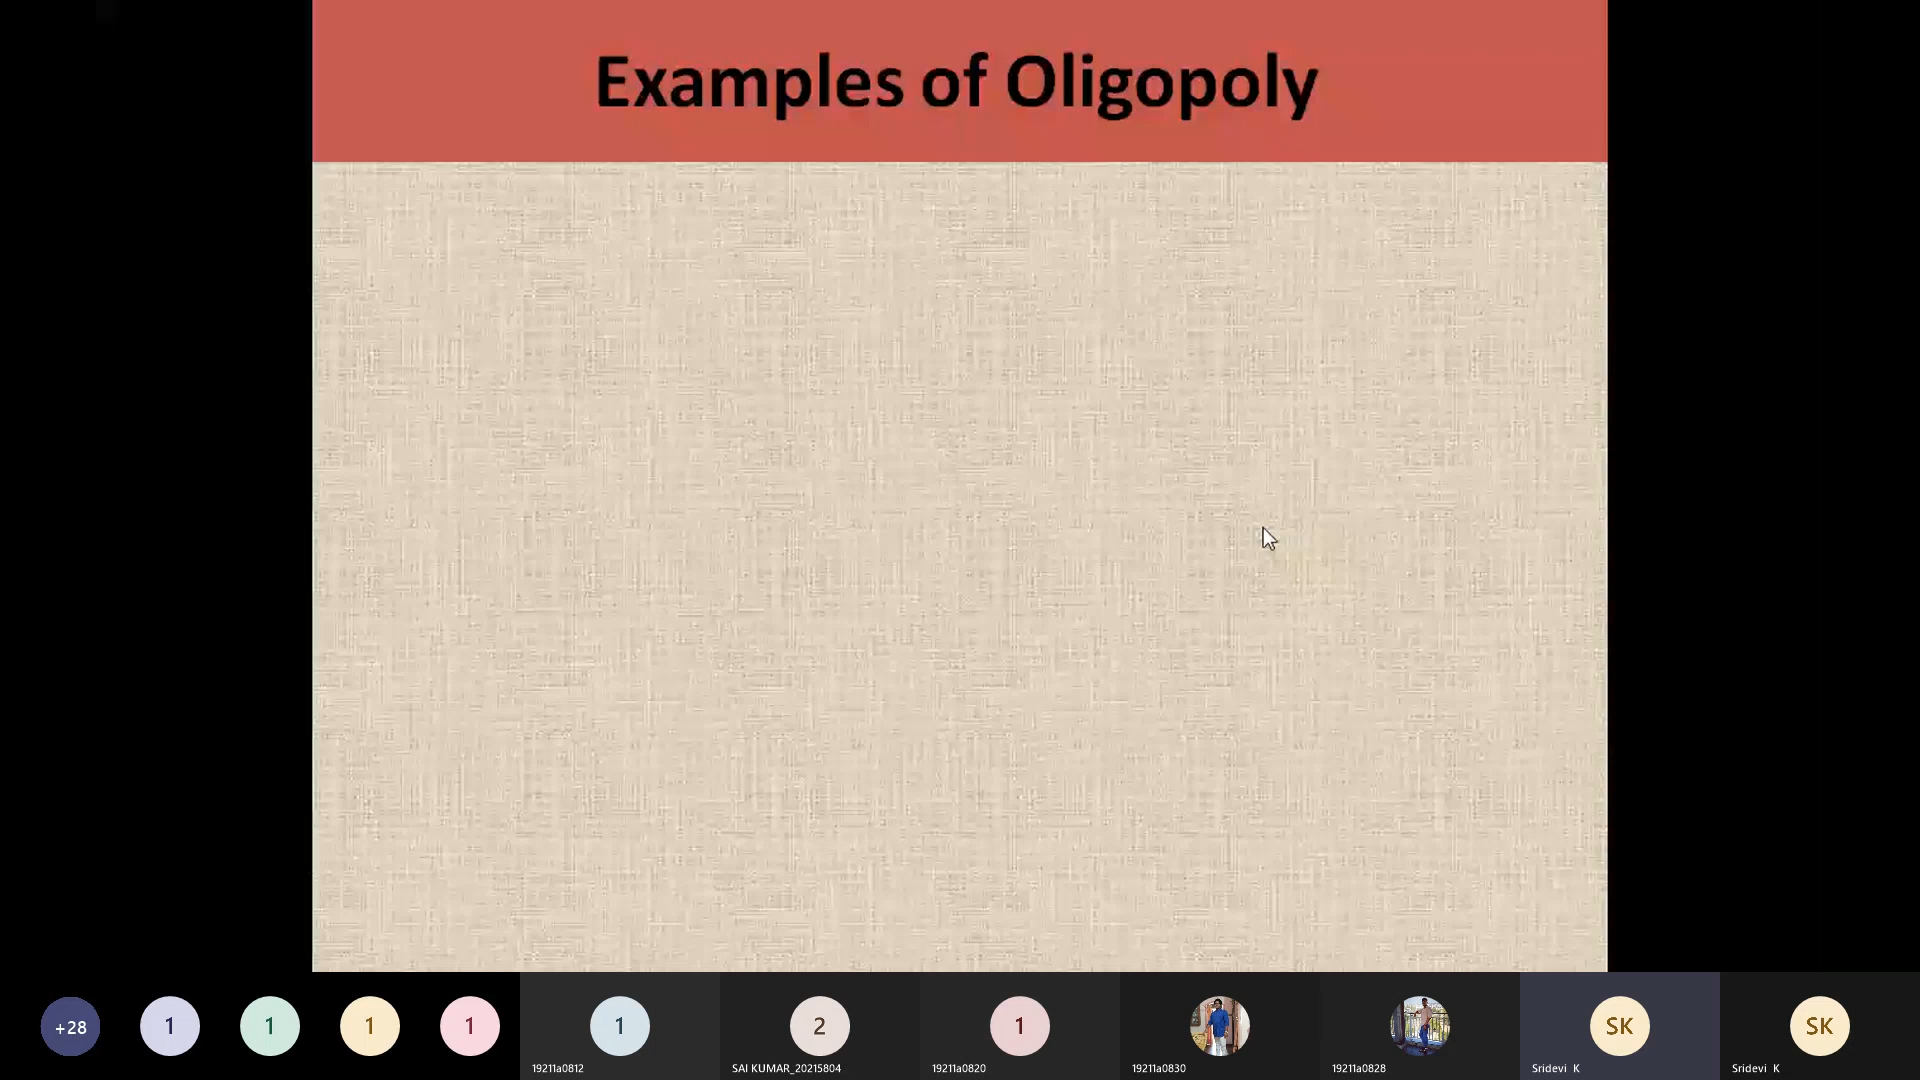 Examples of Oligopoly
+28
1
1
1
1
1
2
1
SK
SK
19211a0812
SAI KUMAR_20215804
19211a0820
19211a0830
19211a0828
Sridevi K
Sridevi K